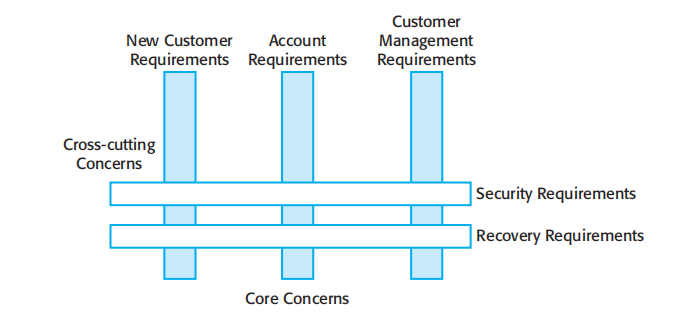 New Customer
Requirements
Account
Requirements
Customer
Management
Requirements
Cross-cutting
Concerns
Security Requirements
Recovery Requirements
Core Concerns